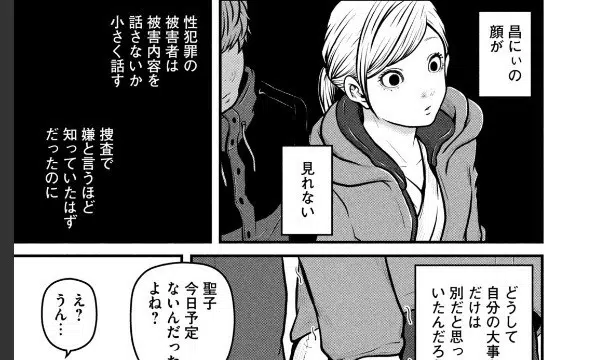 昌にぃの
顔が
見れない
性犯罪の
被害者は
被害内容を
話さないか
小さく話す
捜査で
嫌と言うほど
知っていたはず
だったのに
どうして
自分の大事
だけは
別だと思っ
いたんだろ
聖子
今日予定
ないんだった
よね?
え?
うん…